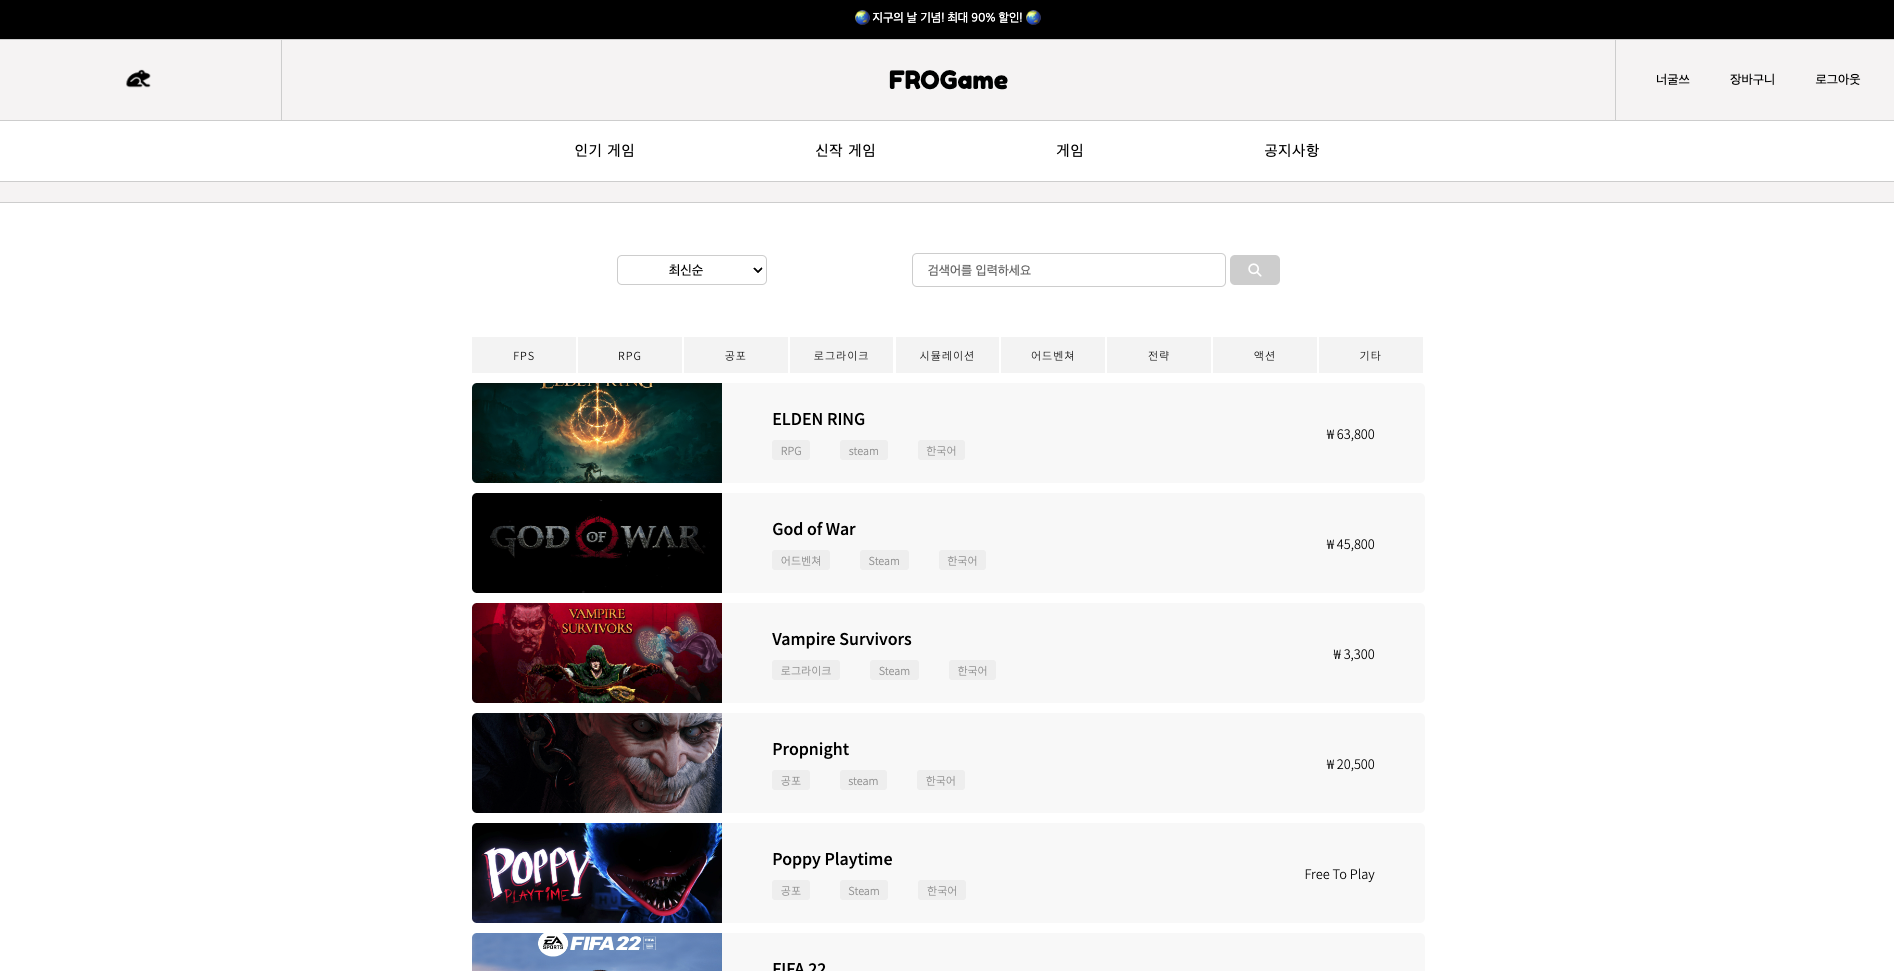 🌏 지구의 날 기념! 최대 90% 할인! 🌏
FROGame
너굴쓰 장바구니 로그아웃
인기 게임 신작 게임 게임 공지사항
최신순 검색어를 입력하세요
FPS RPG 공포 로그라이크 시뮬레이션 어드벤쳐 전략 액션 기타
ELDEN RING
ELDEN RING
RPG steam 한국어
₩ 63,800
GOD OF WAR
God of War
어드벤쳐 Steam 한국어
₩ 45,800
VAMPIRE
SURVIVORS
Vampire Survivors
로그라이크 Steam 한국어
₩ 3,300
Propnight
공포 steam 한국어
₩ 20,500
POPPY
PLAYTIME
Poppy Playtime
공포 Steam 한국어
Free To Play
EA SPORTS FIFA 22
FIFA 22